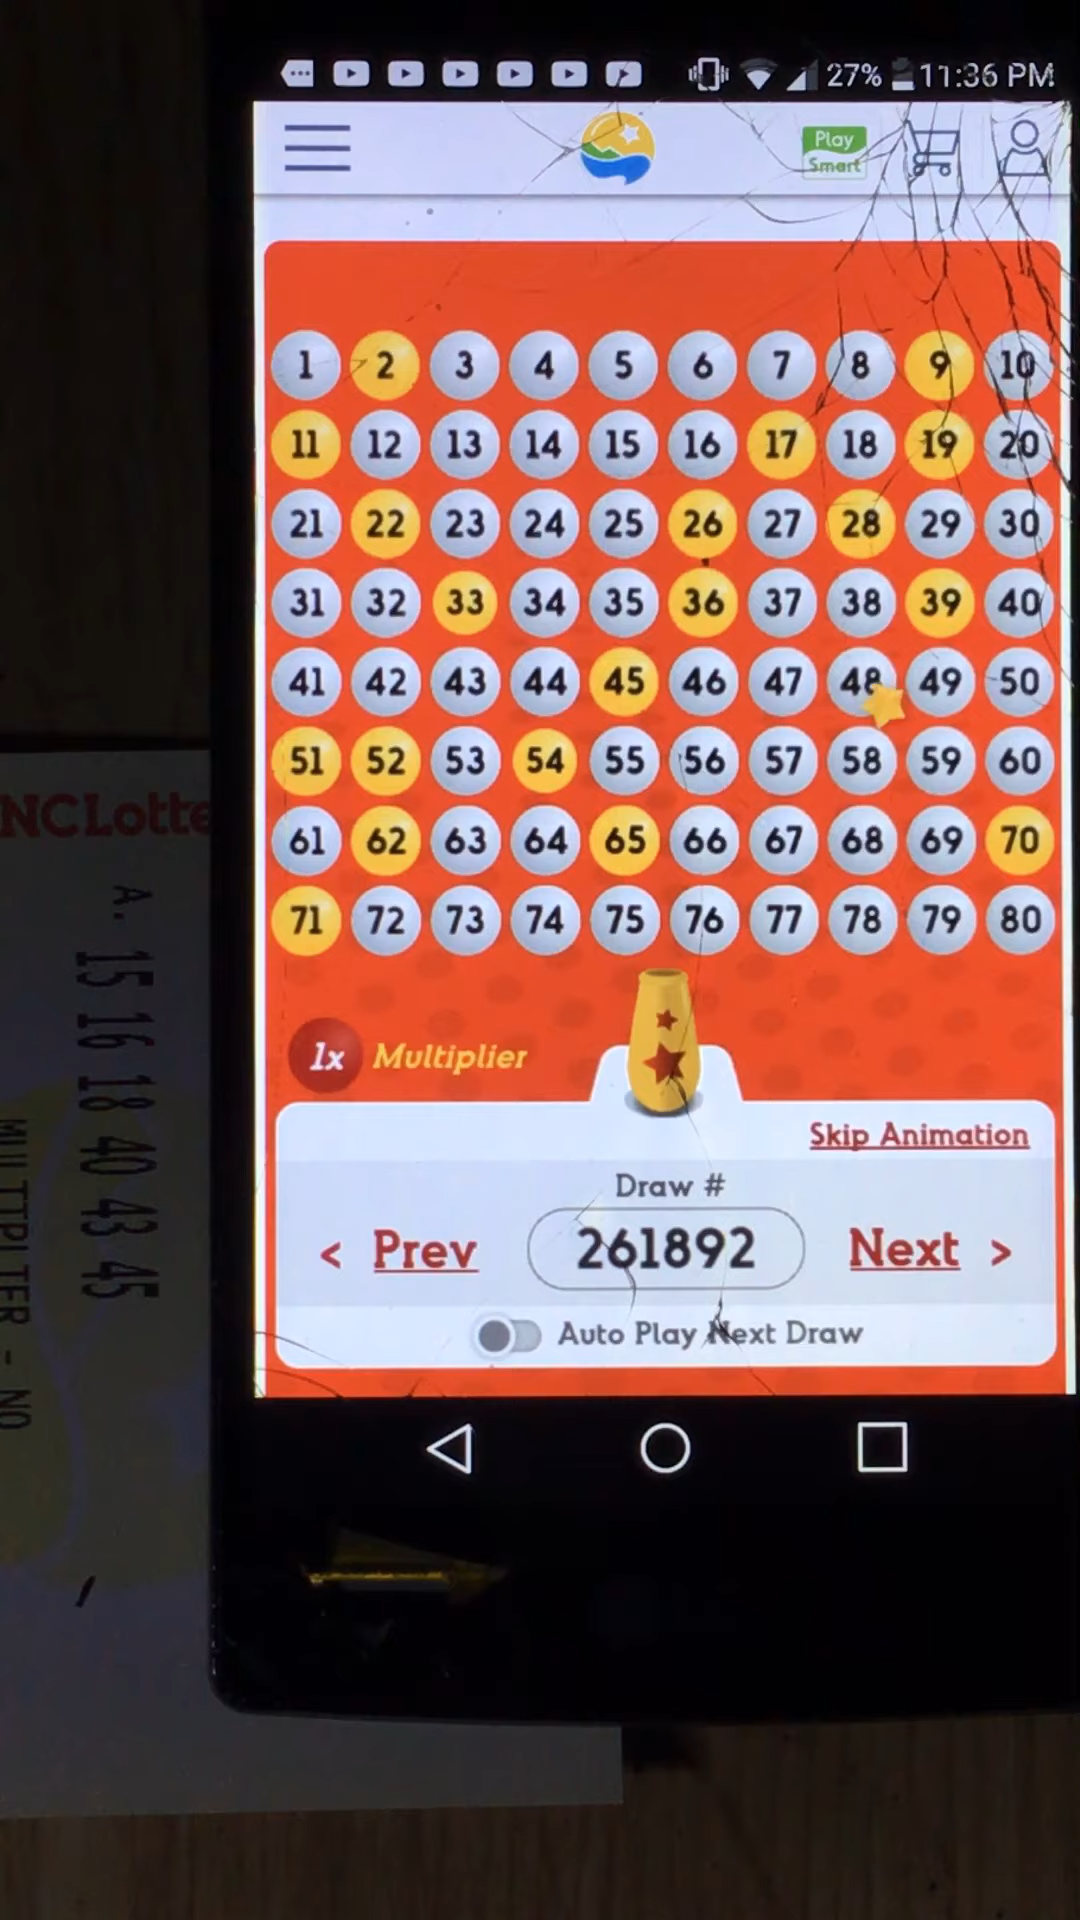 27% 11:36 PM
Play
Smart
1 2 3 4 5 6 7 8 9 10
11 12 13 14 15 16 17 18 19 20
21 22 23 24 25 26 27 28 29 30
31 32 33 34 35 36 37 38 39 40
41 42 43 44 45 46 47 48 49 50
51 52 53 54 55 56 57 58 59 60
61 62 63 64 65 66 67 68 69 70
71 72 73 74 75 76 77 78 79 80
1x Multiplier
Skip Animation
Draw #
< Prev 261892 Next >
Auto Play Next Draw
NCLotte
A. 15 16 18 40 43 45
MULTIPLIER - NO